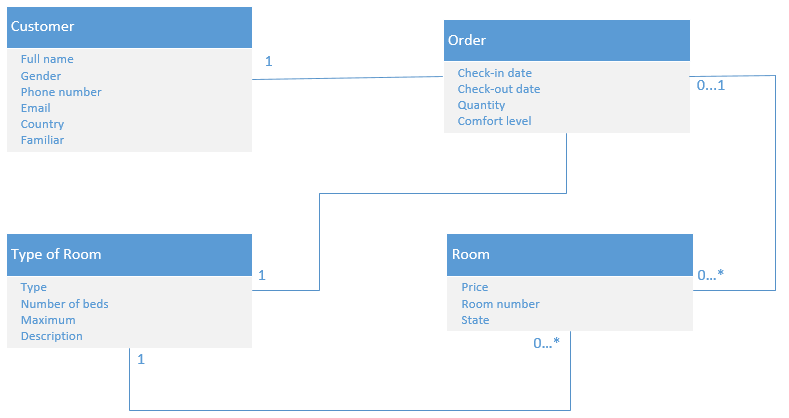 Customer
Full name
Gender
Phone number
Email
Country
Familiar
1
Order
Check-in date
Check-out date
Quantity
Comfort level
0...1
Type of Room
Type
Number of beds
Maximum
Description
1
1
Room
Price
Room number
State
0...*
0...*